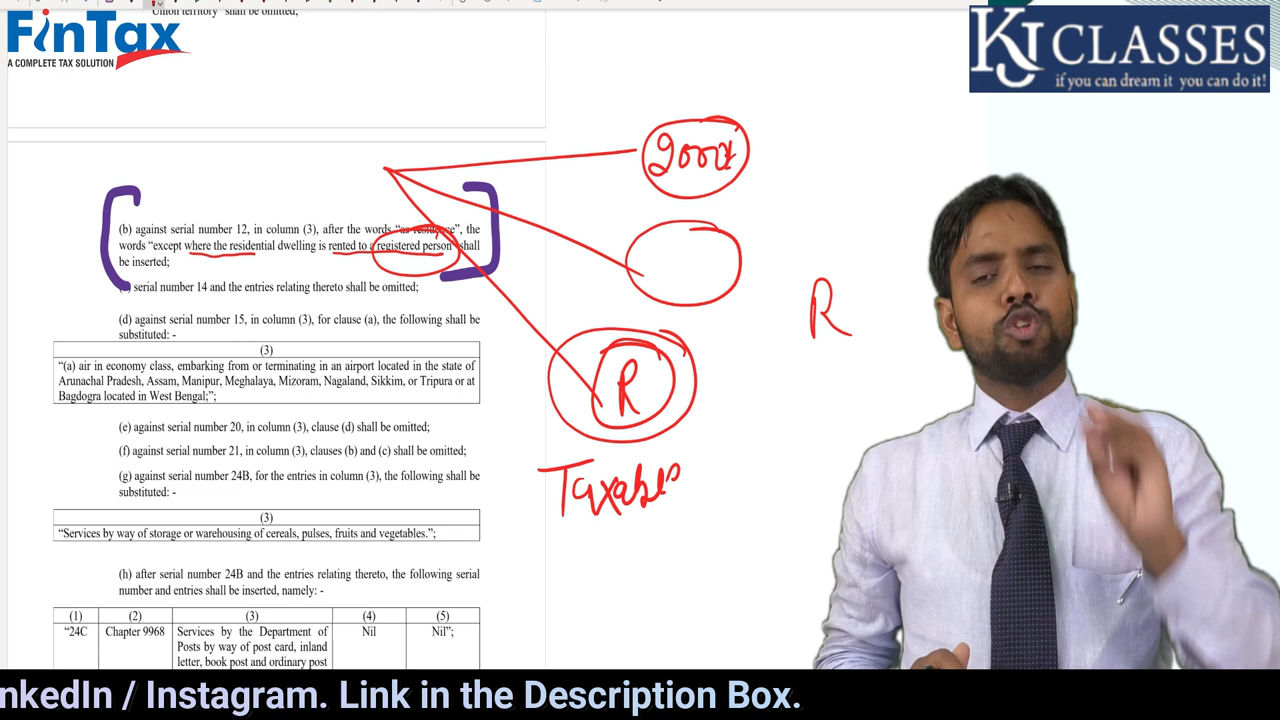 Union territory” shall be omitted;
FinTax
A COMPLETE TAX SOLUTION
KJ CLASSES
if you can dream it you can do it!
(b) against serial number 12, in column (3), after the words “as residence”, the
words “except where the residential dwelling is rented to a registered person” shall
be inserted;
serial number 14 and the entries relating thereto shall be omitted;
(d) against serial number 15, in column (3), for clause (a), the following shall be
substituted: -
(3)
“(a) air in economy class, embarking from or terminating in an airport located in the state of
Arunachal Pradesh, Assam, Manipur, Meghalaya, Mizoram, Nagaland, Sikkim, or Tripura or at
Bagdogra located in West Bengal;”;
(e) against serial number 20, in column (3), clause (d) shall be omitted;
(f) against serial number 21, in column (3), clauses (b) and (c) shall be omitted;
(g) against serial number 24B, for the entries in column (3), the following shall be
substituted: -
(3)
“Services by way of storage or warehousing of cereals, pulses, fruits and vegetables.”;
(h) after serial number 24B and the entries relating thereto, the following serial
number and entries shall be inserted, namely: -
(1) (2) (3) (4) (5)
“24C Chapter 9968 Services by the Department of Nil Nil”;
Posts by way of post card, inland
letter, book post and ordinary post
R
R
nkedIn / Instagram. Link in the Description Box.